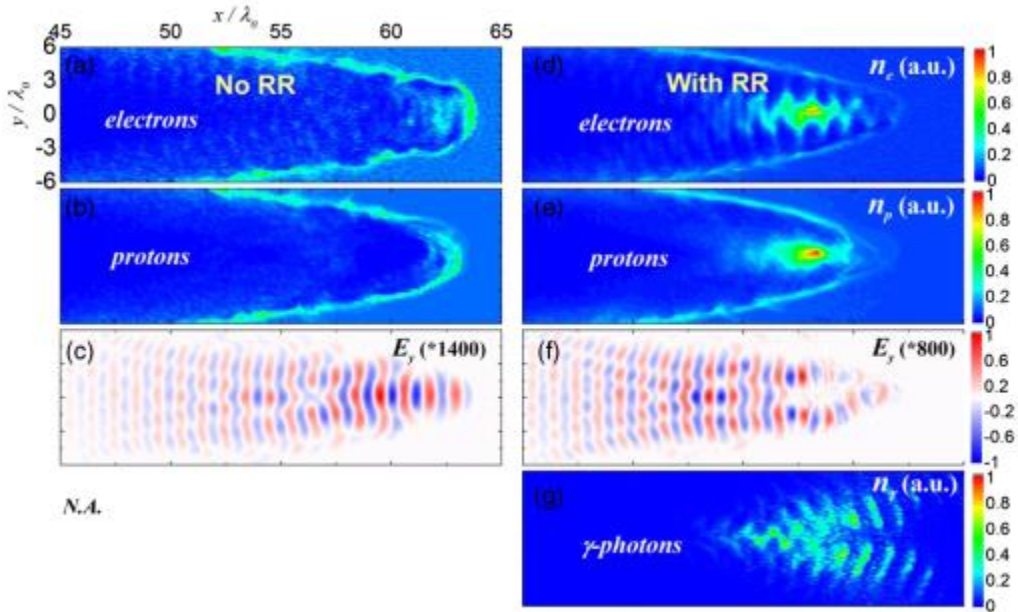 x / λ₀
45 50 55 60 65
y / λ₀
6
3
0
-3
-6
(a)
No RR
electrons
(d)
With RR
electrons
nₑ (a.u.)
1
0.8
0.6
0.4
0.2
0
(b)
protons
(e)
protons
nₚ (a.u.)
1
0.8
0.6
0.4
0.2
0
(c)
E_y (*1400)
(f)
E_y (*800)
1
0.6
0.2
-0.2
-0.6
-1
N.A.
(g)
γ-photons
n_γ (a.u.)
1
0.8
0.6
0.4
0.2
0